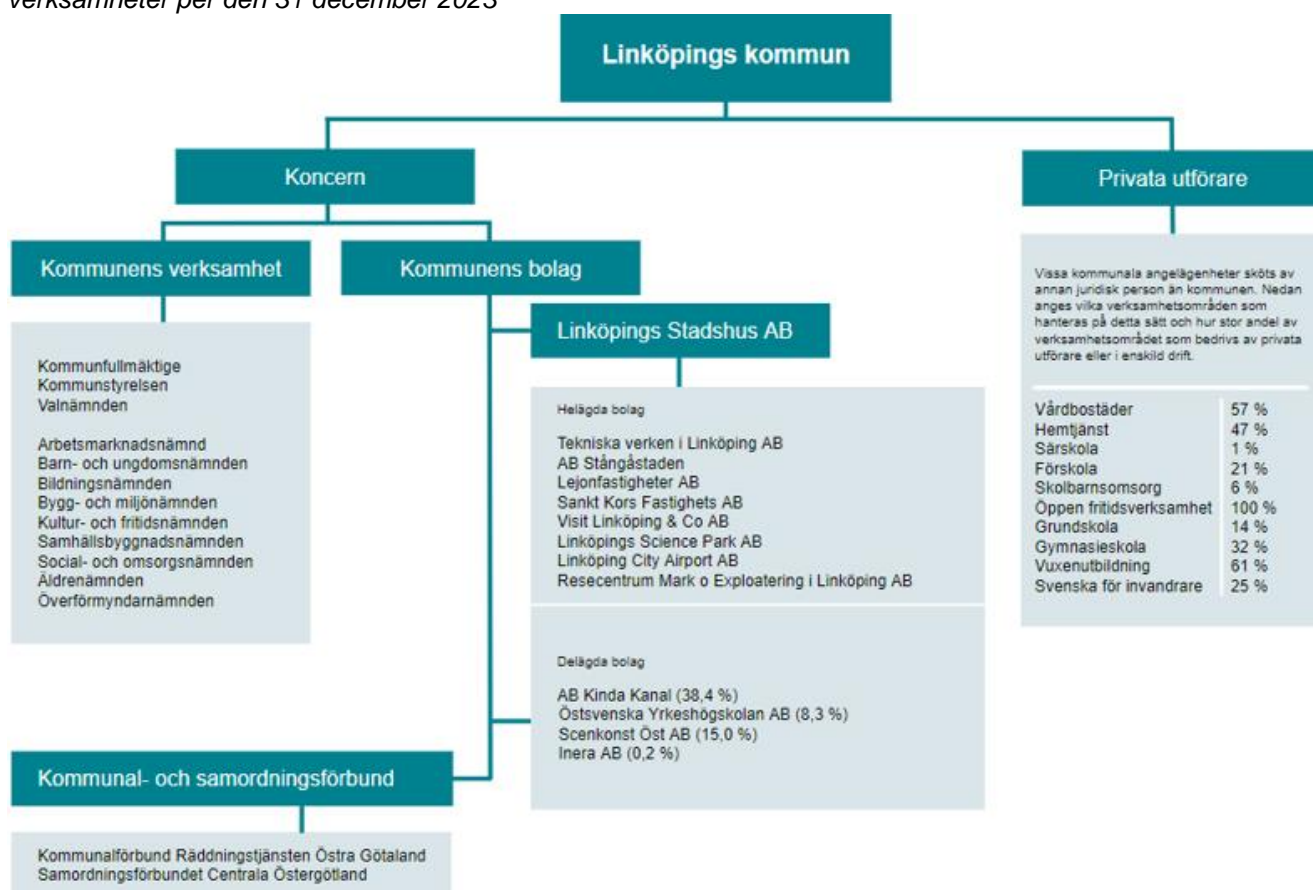 verksamheter per den 31 december 2023
Linköpings kommun
Koncern
Privata utförare
Kommunens verksamhet
Kommunens bolag
Kommunfullmäktige
Kommunstyrelsen
Valnämnden
Arbetsmarknadsnämnd
Barn- och ungdomsnämnden
Bildningsnämnden
Bygg- och miljönämnden
Kultur- och fritidsnämnden
Samhällsbyggnadsnämnden
Social- och omsorgsnämnden
Äldrenämnden
Överförmyndarnämnden
Linköpings Stadshus AB
Helägda bolag
Tekniska verken i Linköping AB
AB Stångåstaden
Lejonfastigheter AB
Sankt Kors Fastighets AB
Visit Linköping & Co AB
Linköpings Science Park AB
Linköping City Airport AB
Resecentrum Mark o Exploatering i Linköping AB
Delägda bolag
AB Kinda Kanal (38,4 %)
Östsvenska Yrkeshögskolan AB (8,3 %)
Scenkonst Öst AB (15,0 %)
Inera AB (0,2 %)
Kommunal- och samordningsförbund
Kommunalförbund Räddningstjänsten Östra Götaland
Samordningsförbundet Centrala Östergötland
Vissa kommunala angelägenheter sköts av
annan juridisk person än kommunen. Nedan
anges vilka verksamhetsområden som
hanteras på detta sätt och hur stor andel av
verksamhetsområdet som bedrivs av privata
utförare eller i enskild drift.
Vårdbostäder 57 %
Hemtjänst 47 %
Särskola 1 %
Förskola 21 %
Skolbarnsomsorg 6 %
Öppen fritidsverksamhet 100 %
Grundskola 14 %
Gymnasieskola 32 %
Vuxenutbildning 61 %
Svenska för invandrare 25 %